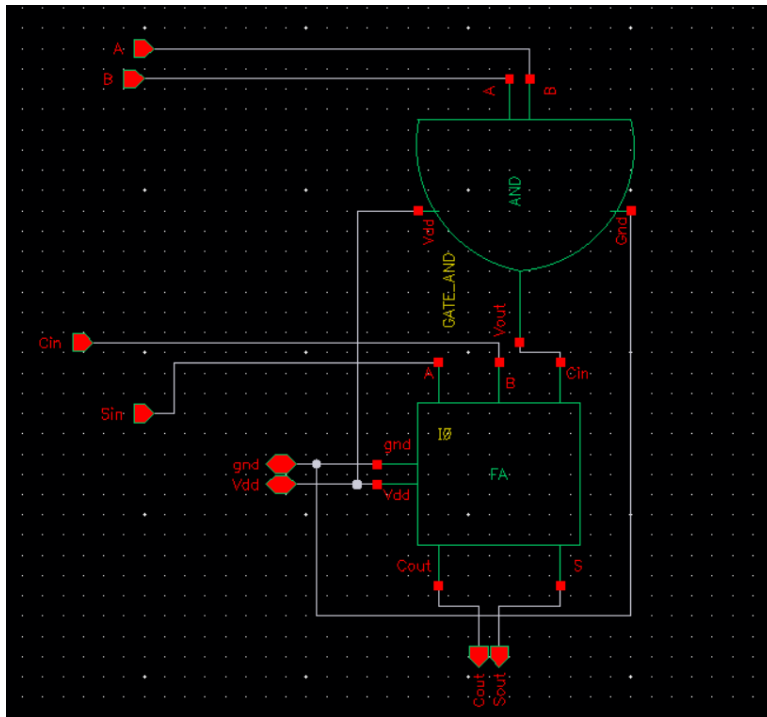 A
B
A
B
AND
Vdd
Gnd
GATE_AND
Vout
Cin
A
B
Cin
Sin
I0
gnd
gnd
FA
Vdd
Vdd
Cout
S
Cout
Sout